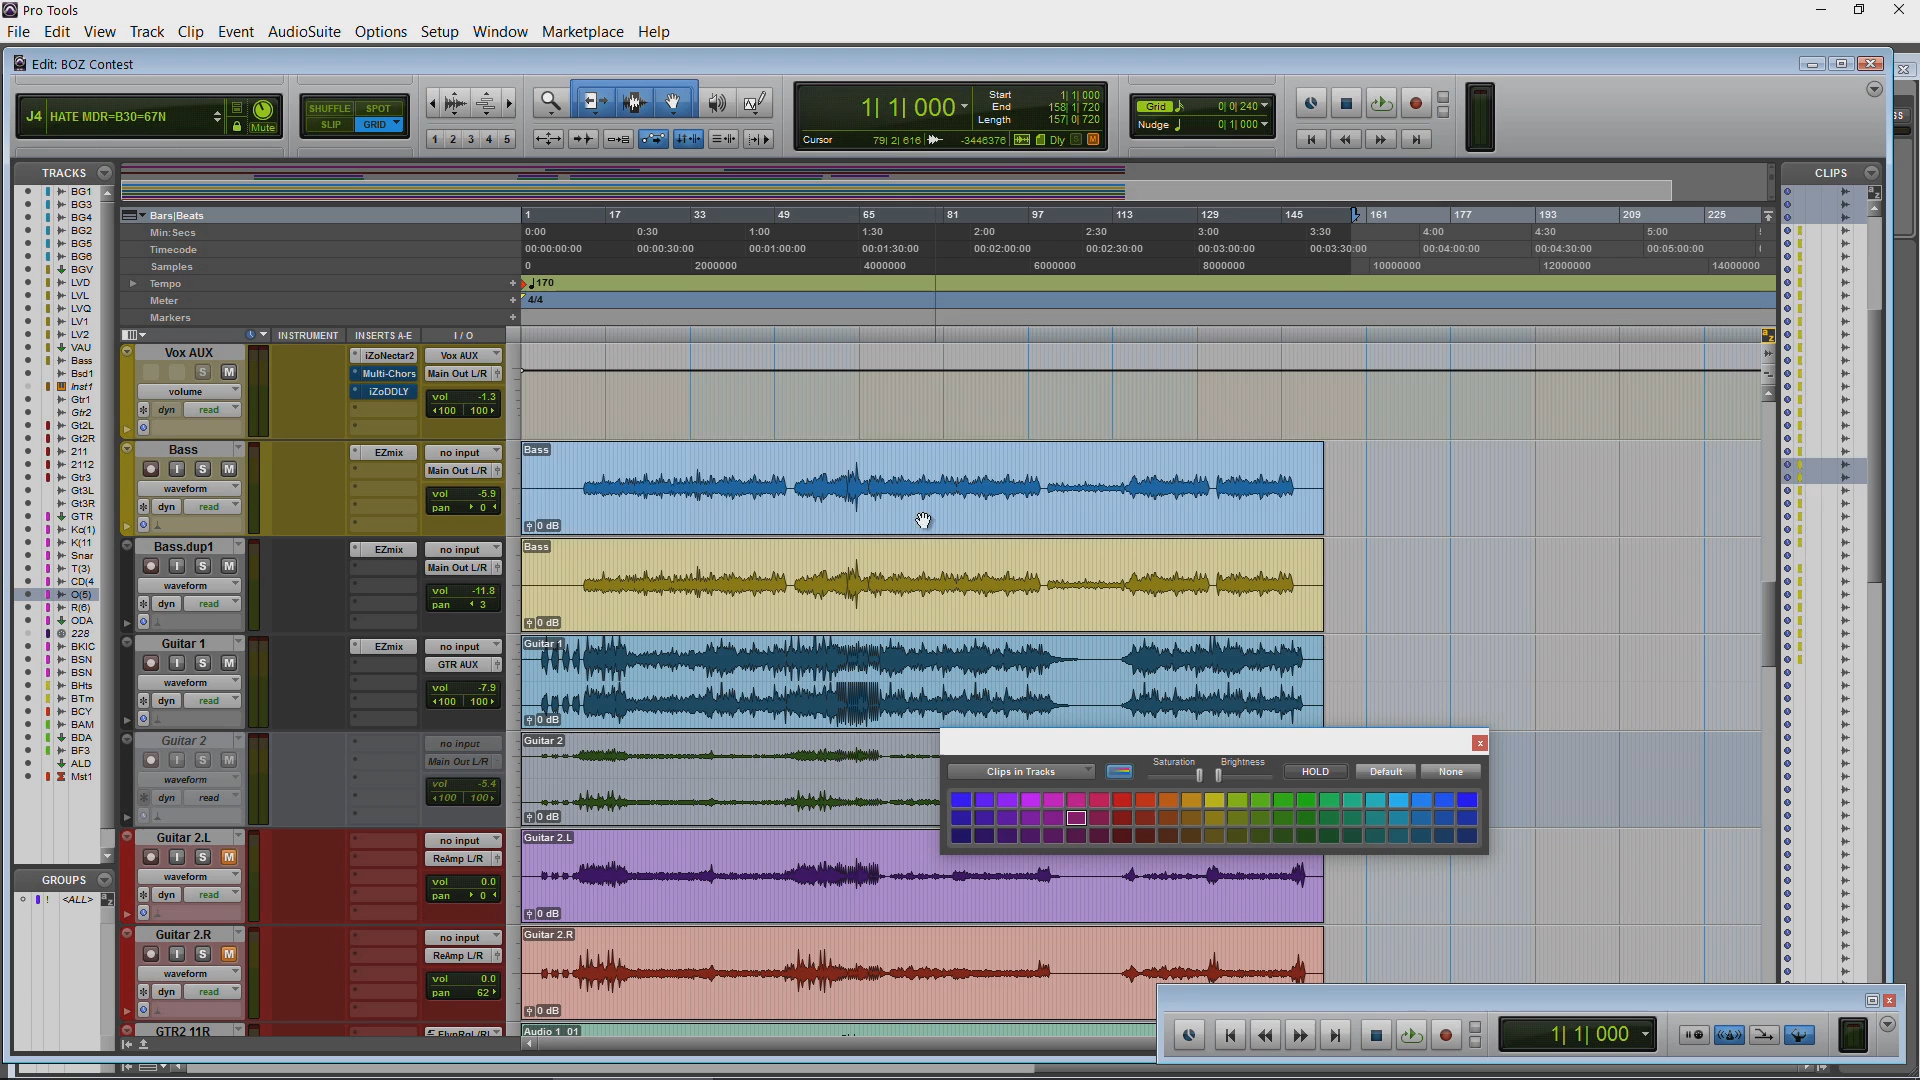 Pro Tools
File Edit View Track Clip Event AudioSuite Options Setup Window Marketplace Help
Edit: BOZ Contest
J4 HATE MDR=B30=67N
Mute
SHUFFLE SPOT
SLIP GRID
1 2 3 4 5
1| 1| 000
Start 1| 1| 000
End 158| 1| 720
Length 157| 0| 720
Cursor 79| 2| 616 -3446376 Dly S M
Grid 0| 0| 240
Nudge 0| 1| 000
TRACKS
BG1
BG3
BG4
BG2
BG5
BG6
BGV
LVD
LVL
LVQ
LV1
LV2
VAU
Bass
Bsd1
Inst1
Gtr1
Gtr2
Gt2L
Gt2R
211
2112
Gtr3
Gt3L
Gt3R
GTR
Kc(1)
K(11
Snar
T(3)
CD(4
O(5)
R(6)
ODA
228
BKIC
BSN
BSN
BHts
BTm
BCY
BAM
BDA
BF3
ALD
Mst1
GROUPS
! <ALL>
CLIPS
Bars|Beats 1 17 33 49 65 81 97 113 129 145 161 177 193 209 225
Min:Secs 0:00 0:30 1:00 1:30 2:00 2:30 3:00 3:30 4:00 4:30 5:00
Timecode 00:00:00:00 00:00:30:00 00:01:00:00 00:01:30:00 00:02:00:00 00:02:30:00 00:03:00:00 00:03:30:00 00:04:00:00 00:04:30:00 00:05:00:00
Samples 0 2000000 4000000 6000000 8000000 10000000 12000000 14000000
Tempo 170
Meter 4/4
Markers
INSTRUMENT INSERTS A-E I / O
Vox AUX iZoNectar2 Vox AUX
S M Multi-Chors Main Out L/R
volume iZoDDLY vol -1.3
dyn read 100 100
Bass EZmix no input Bass
I S M Main Out L/R
waveform vol -5.9
dyn read pan 0
0 dB
Bass.dup1 EZmix no input Bass
I S M Main Out L/R
waveform vol -11.8
dyn read pan 3
0 dB
Guitar 1 EZmix no input Guitar 1
I S M GTR AUX
waveform vol -7.9
dyn read 100 100
0 dB
Guitar 2 no input Guitar 2
I S M Main Out L/R
waveform vol -5.4
dyn read 100 100
0 dB
Clips in Tracks Saturation Brightness HOLD Default None
Guitar 2.L no input Guitar 2.L
I S M ReAmp L/R
waveform vol 0.0
dyn read pan 0
0 dB
Guitar 2.R no input Guitar 2.R
I S M ReAmp L/R
waveform vol 0.0
dyn read pan 62
0 dB
GTR2 11R Audio 1_01
1| 1| 000